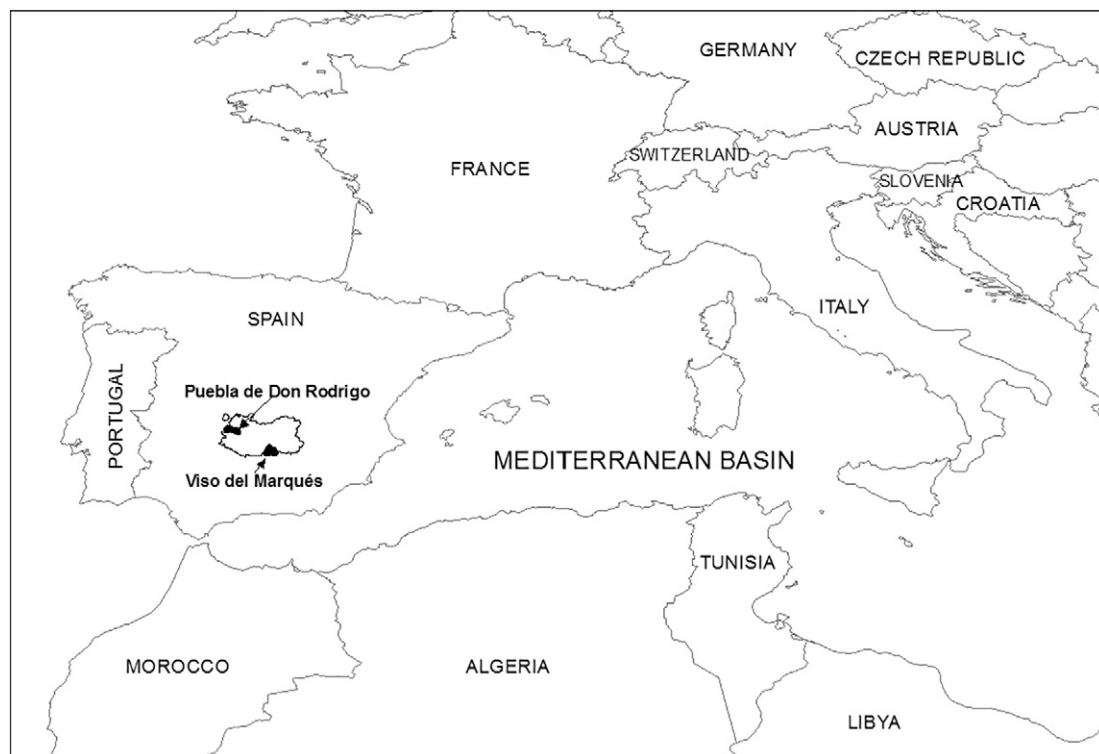 GERMANY
CZECH REPUBLIC
AUSTRIA
SWITZERLAND
FRANCE
SLOVENIA
CROATIA
ITALY
SPAIN
PORTUGAL
Puebla de Don Rodrigo
MEDITERRANEAN BASIN
Viso del Marqués
TUNISIA
MOROCCO
ALGERIA
LIBYA